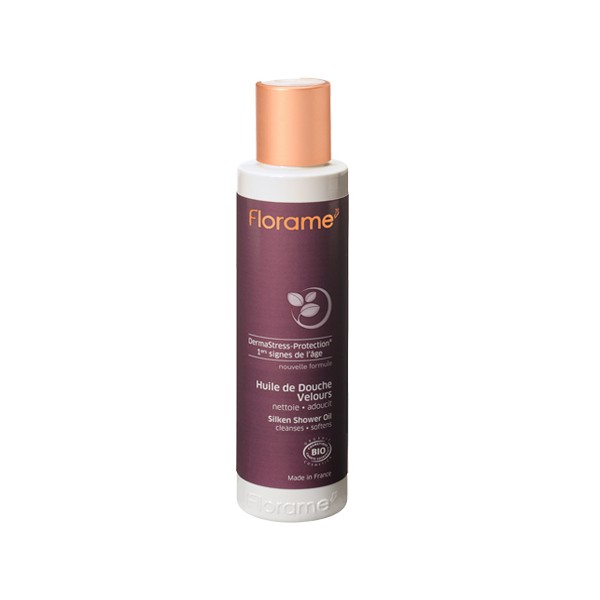 Florame
DermaStress-Protection*
1ers signes de l'âge
nouvelle formule
Huile de Douche
Velours
nettoie • adoucit
Silken Shower Oil
cleanses • softens
BIO
Made in France
Florame